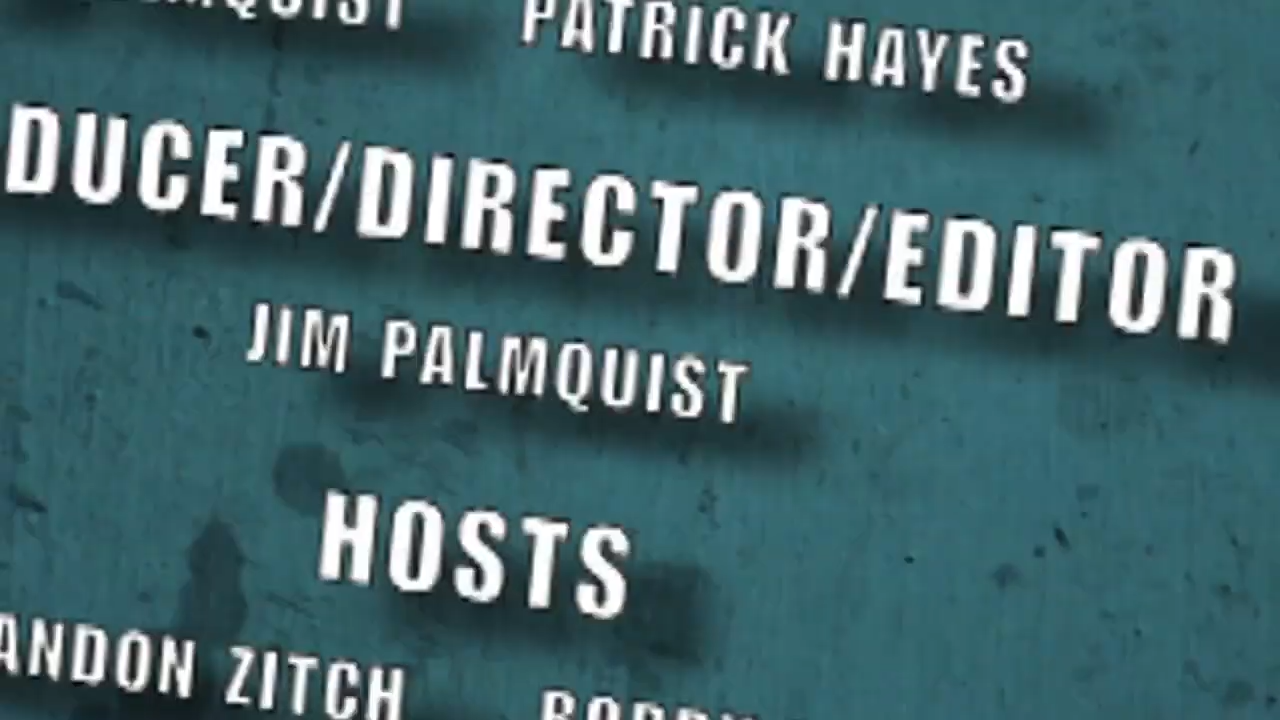 PATRICK HAYES
DUCER/DIRECTOR/EDITOR
JIM PALMQUIST
HOSTS
ANDON ZITCH